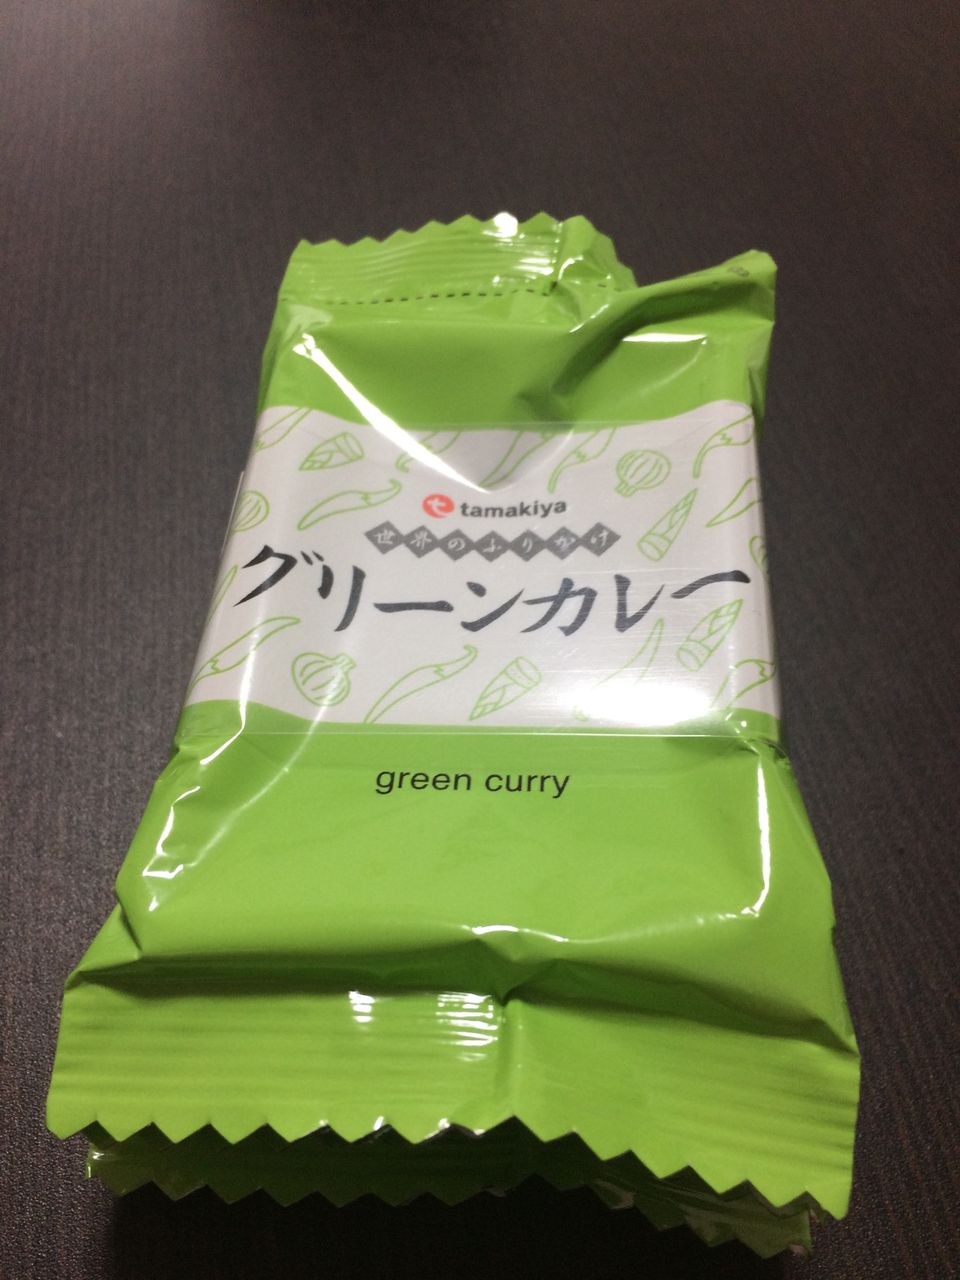 tamakiya
世界のふりかけ
グリーンカレー
green curry